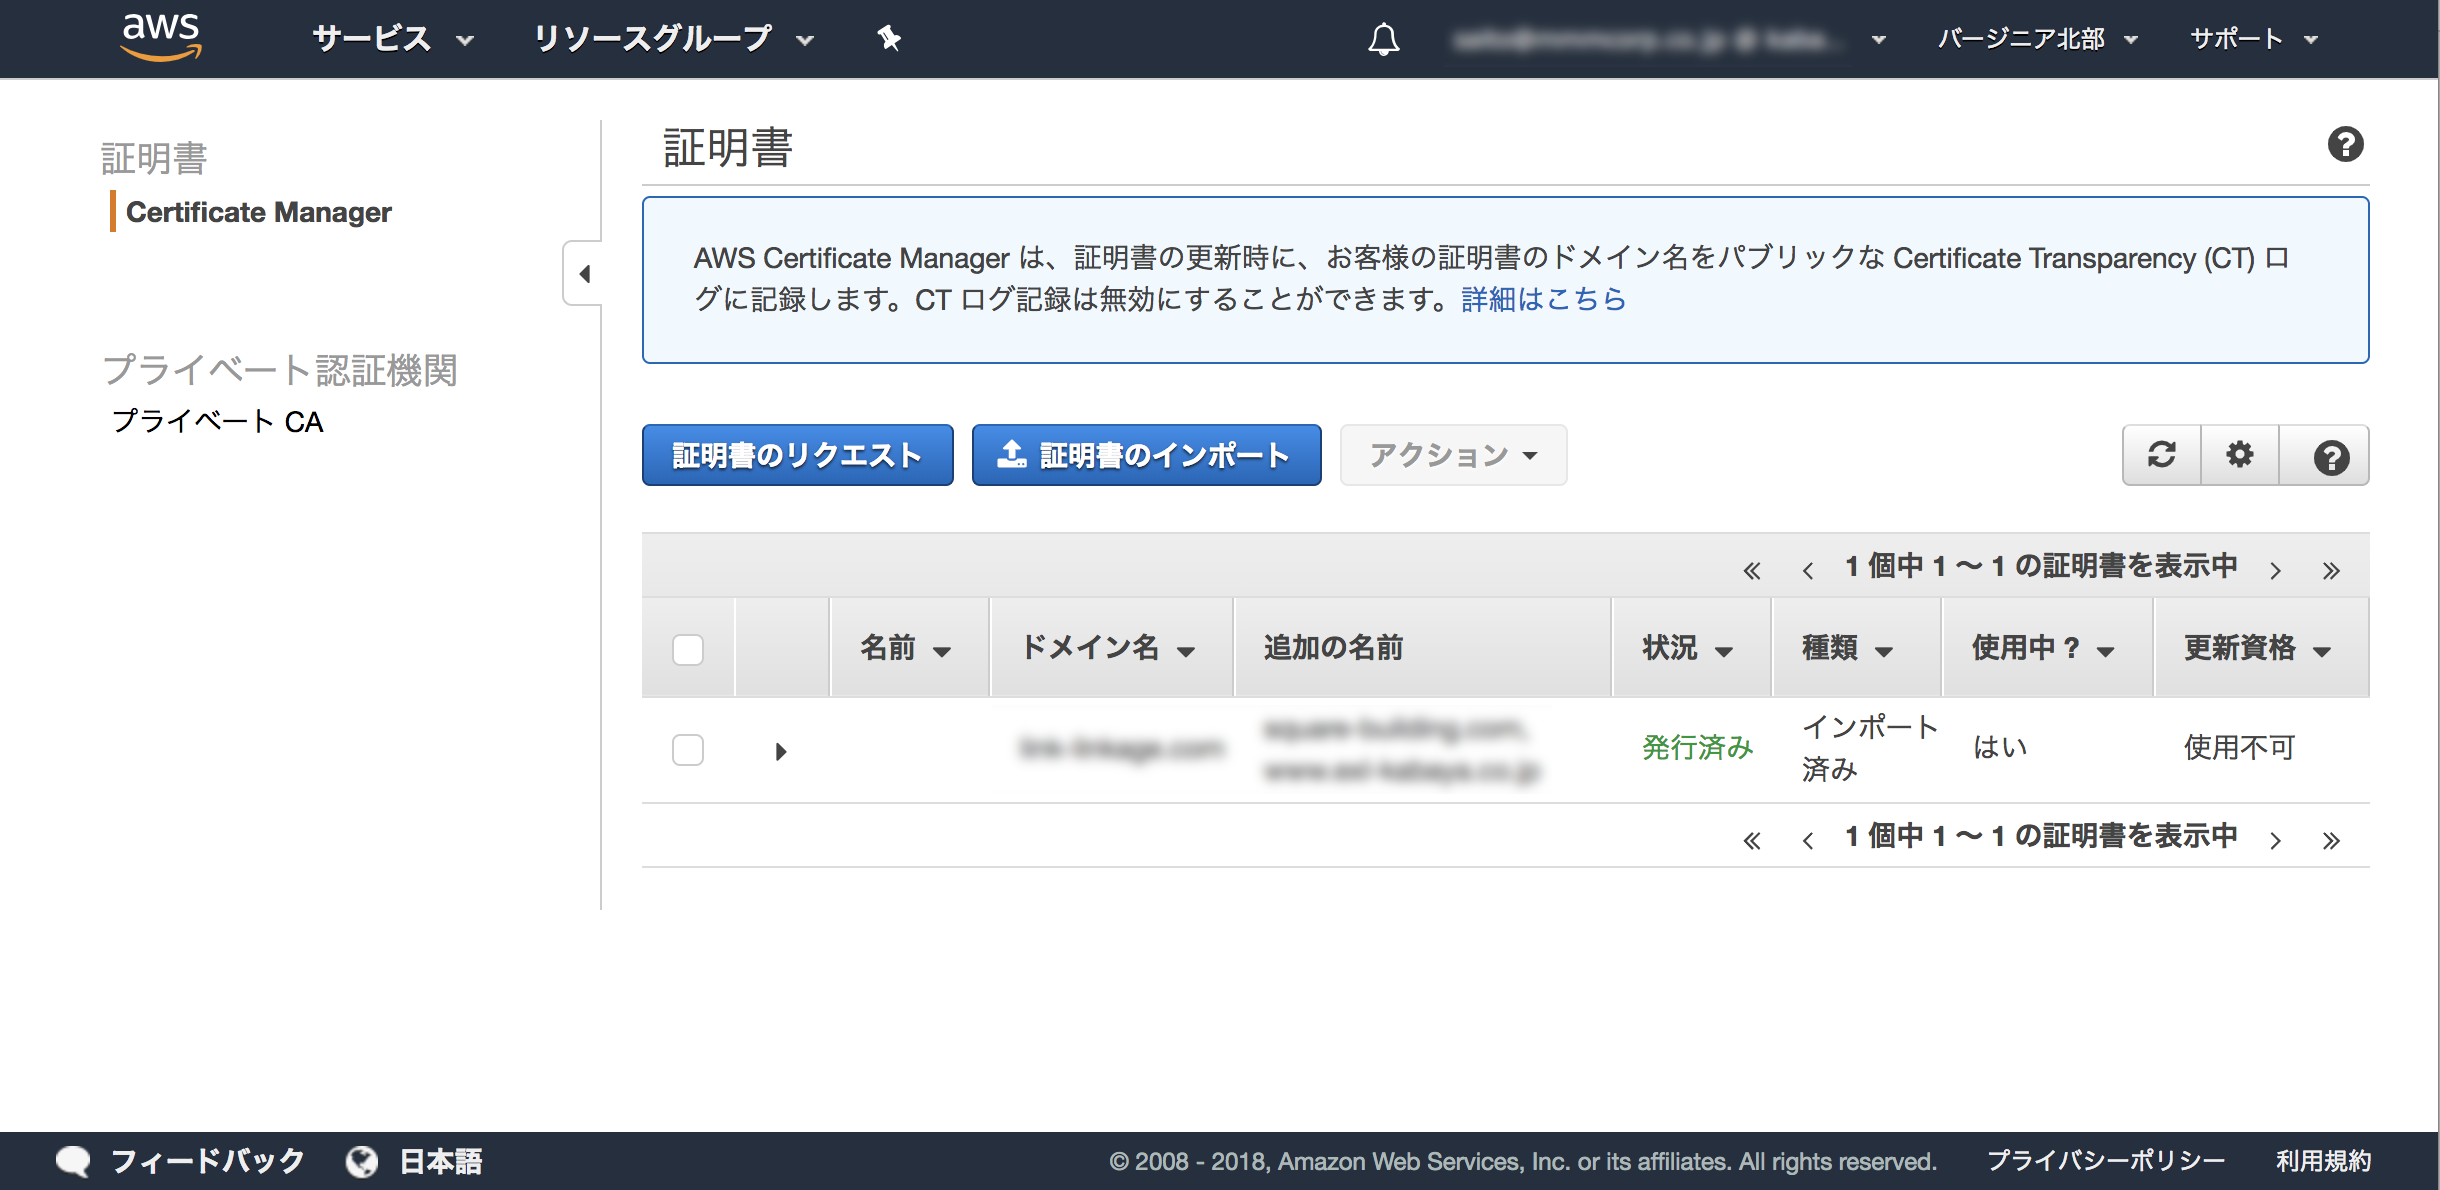 aws サービス リソースグループ バージニア北部 サポート
証明書
Certificate Manager
プライベート認証機関
プライベート CA
証明書
AWS Certificate Manager は、証明書の更新時に、お客様の証明書のドメイン名をパブリックな Certificate Transparency (CT) ロ
グに記録します。CT ログ記録は無効にすることができます。詳細はこちら
証明書のリクエスト 証明書のインポート アクション
« ‹ 1 個中 1 〜 1 の証明書を表示中 › »
名前 ドメイン名 追加の名前 状況 種類 使用中 ? 更新資格
発行済み インポート はい 使用不可
済み
« ‹ 1 個中 1 〜 1 の証明書を表示中 › »
フィードバック 日本語 © 2008 - 2018, Amazon Web Services, Inc. or its affiliates. All rights reserved. プライバシーポリシー 利用規約